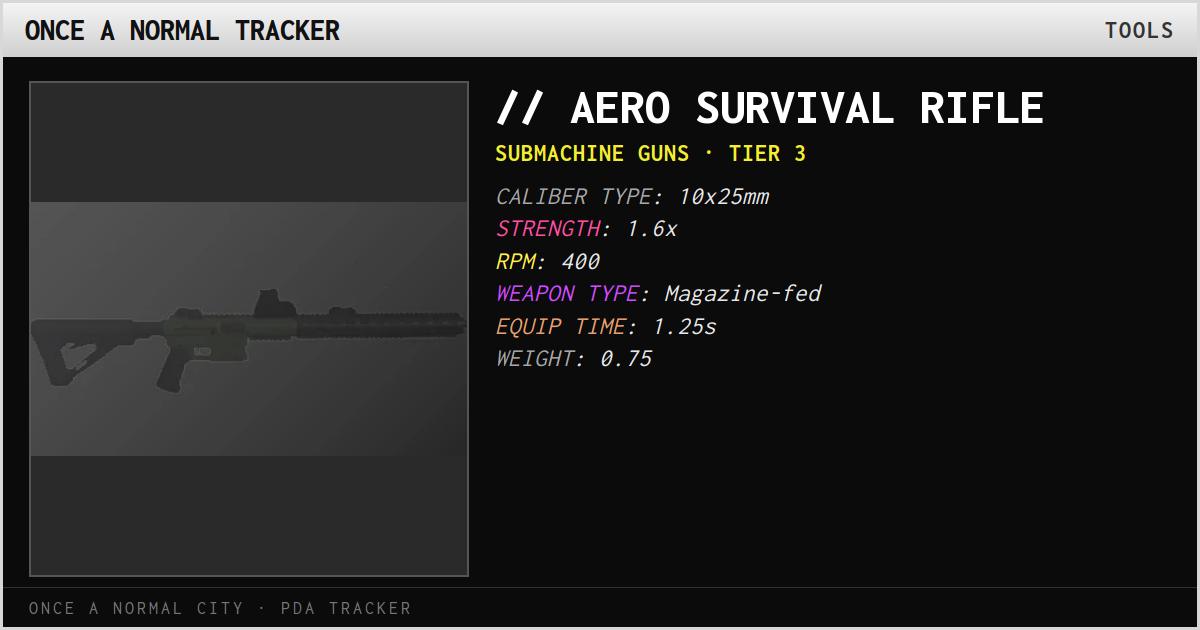 ONCE A NORMAL TRACKER
TOOLS
// AERO SURVIVAL RIFLE
SUBMACHINE GUNS · TIER 3
CALIBER TYPE: 10x25mm
STRENGTH: 1.6x
RPM: 400
WEAPON TYPE: Magazine-fed
EQUIP TIME: 1.25s
WEIGHT: 0.75
ONCE A NORMAL CITY · PDA TRACKER